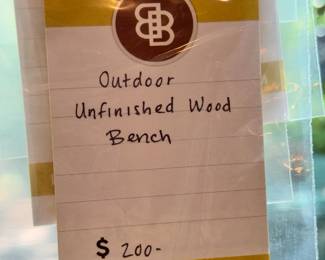 Outdoor
Unfinished Wood
Bench
$ 200-